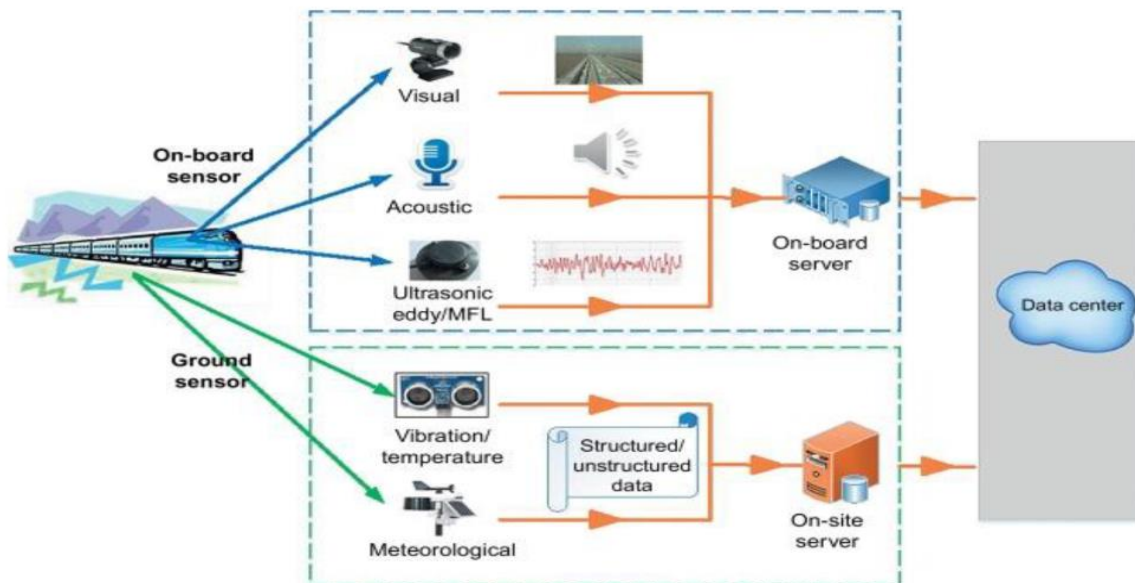 Visual
On-board
sensor
Acoustic
Ultrasonic
eddy/MFL
On-board
server
Data center
Ground
sensor
Vibration/
temperature
Structured/
unstructured
data
Meteorological
On-site
server